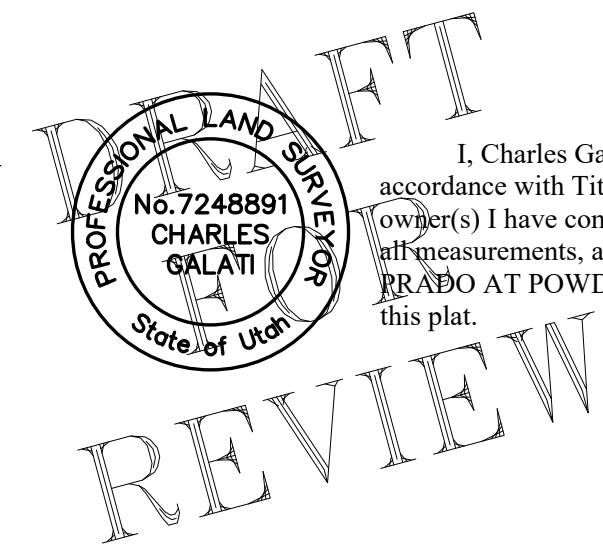 DRAFT
FOR
REVIEW
PROFESSIONAL LAND SURVEYOR
No.7248891
CHARLES
GALATI
State of Utah
I, Charles Ga
accordance with Tit
owner(s) I have con
all measurements, a
PRADO AT POWD
this plat.